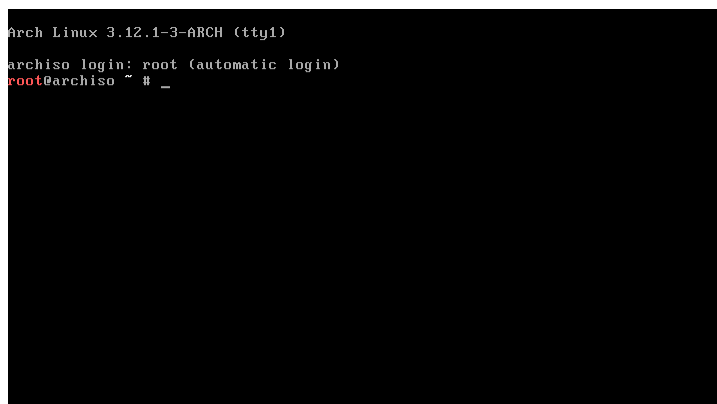 Arch Linux 3.12.1-3-ARCH (tty1)
archiso login: root (automatic login)
root@archiso ~ # _